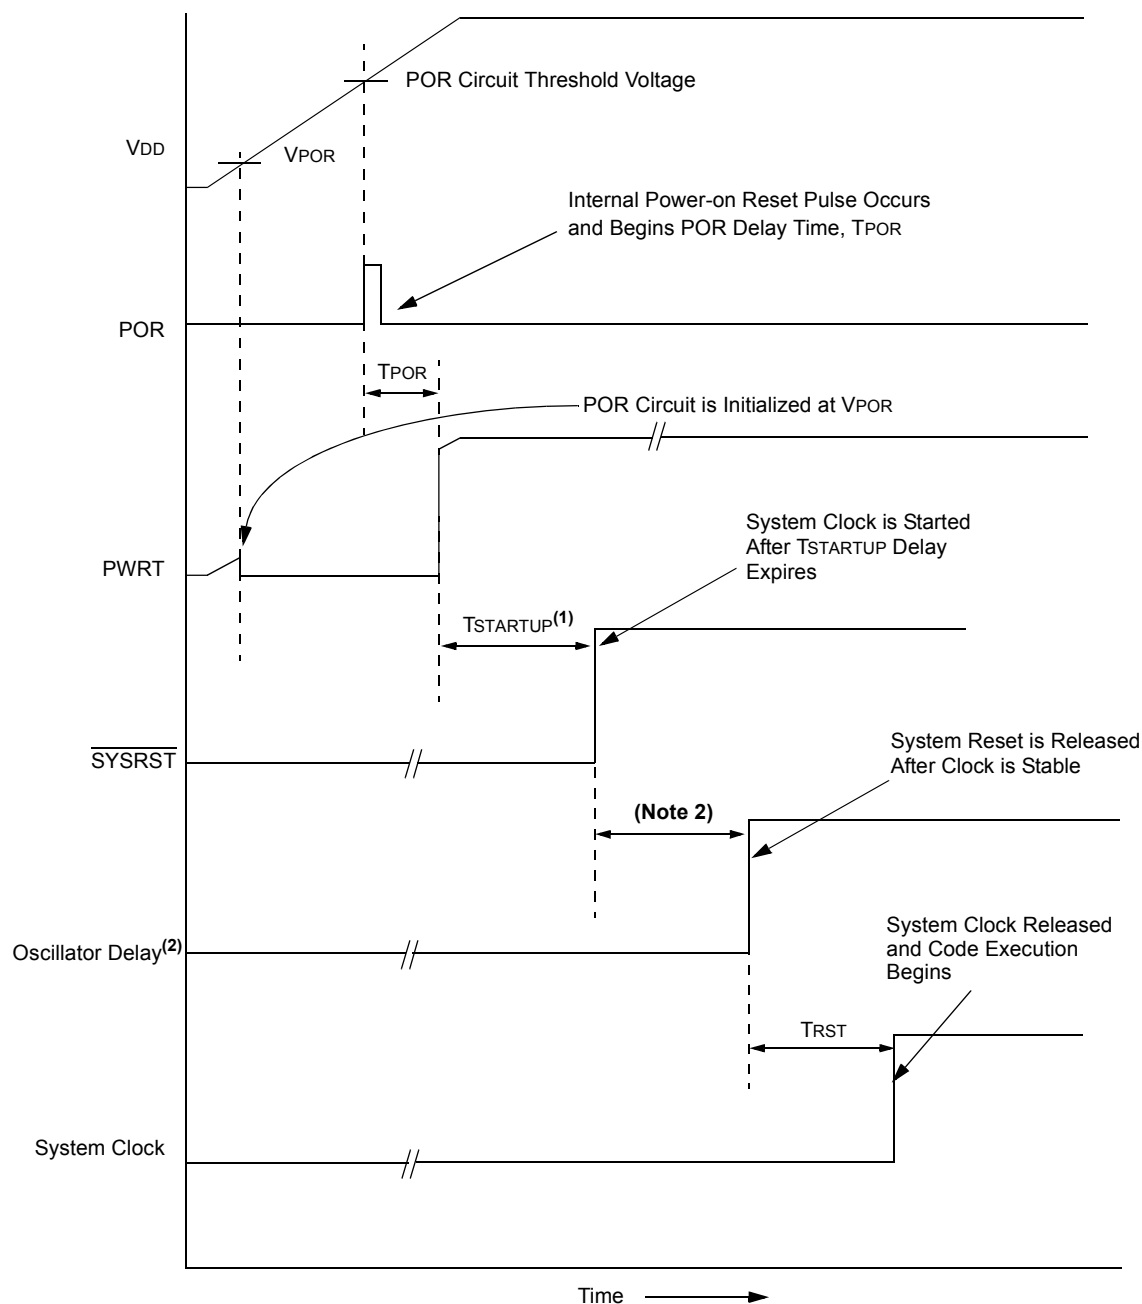 POR Circuit Threshold Voltage
VDD
VPOR
Internal Power-on Reset Pulse Occurs
and Begins POR Delay Time, TPOR
POR
TPOR
POR Circuit is Initialized at VPOR
PWRT
System Clock is Started
After TSTARTUP Delay
Expires
TSTARTUP(1)
SYSRST
System Reset is Released
After Clock is Stable
(Note 2)
Oscillator Delay(2)
System Clock Released
and Code Execution
Begins
TRST
System Clock
Time